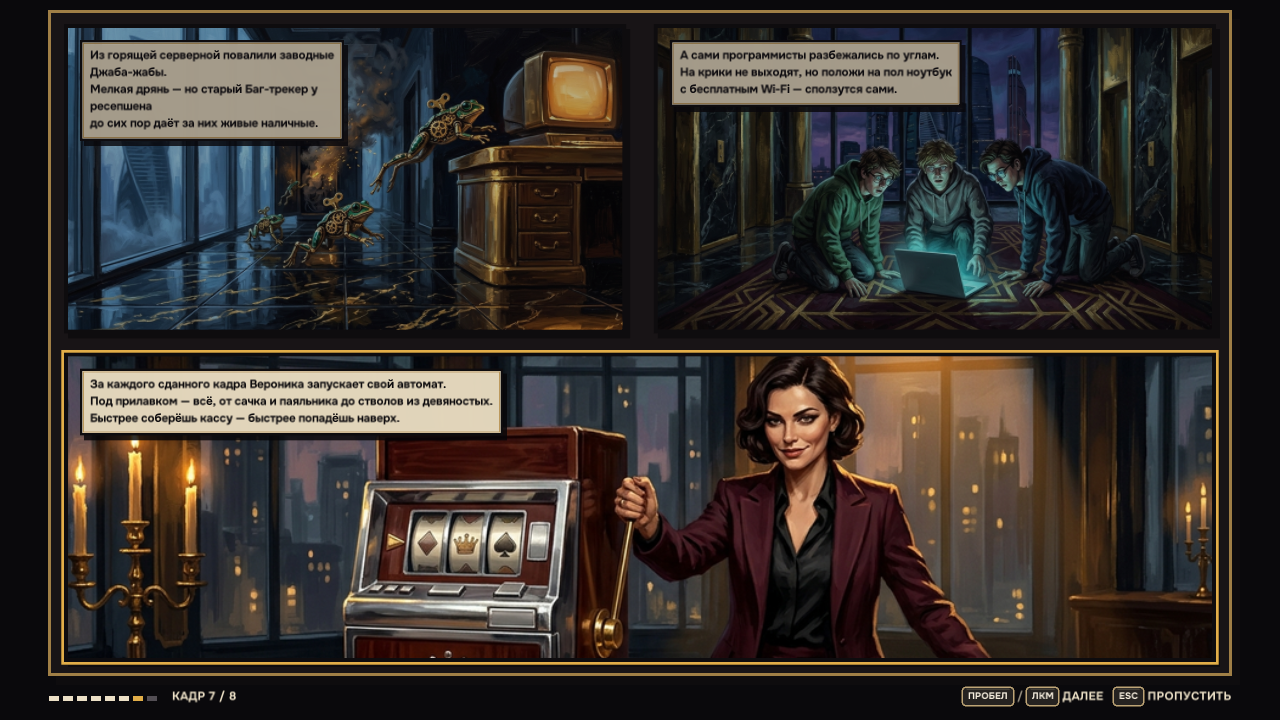 Из горящей серверной повалили заводные
Джаба-жабы.
Мелкая дрянь — но старый Баг-трекер у
ресепшена
до сих пор даёт за них живые наличные.
А сами программисты разбежались по углам.
На крики не выходят, но положи на пол ноутбук
с бесплатным Wi-Fi — сползутся сами.
За каждого сданного кадра Вероника запускает свой автомат.
Под прилавком — всё, от сачка и паяльника до стволов из девяностых.
Быстрее соберёшь кассу — быстрее попадёшь наверх.
КАДР 7 / 8
ПРОБЕЛ / ЛКМ ДАЛЕЕ ESC ПРОПУСТИТЬ